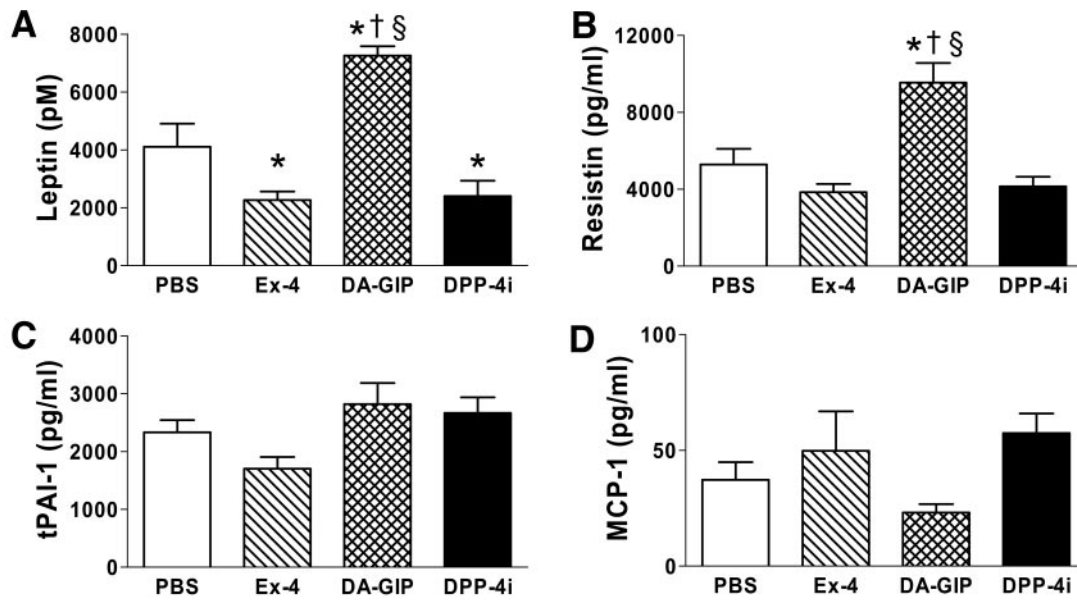 A
Leptin (pM)
8000
6000
4000
2000
0
*
* † §
*
PBS Ex-4 DA-GIP DPP-4i
B
Resistin (pg/ml)
12000
8000
4000
0
* † §
PBS Ex-4 DA-GIP DPP-4i
C
tPAI-1 (pg/ml)
4000
3000
2000
1000
0
PBS Ex-4 DA-GIP DPP-4i
D
MCP-1 (pg/ml)
100
50
0
PBS Ex-4 DA-GIP DPP-4i